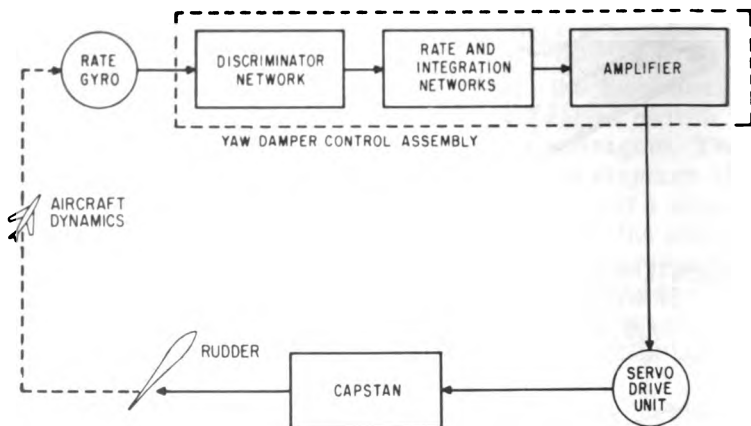 RATE
GYRO
DISCRIMINATOR
NETWORK
RATE AND
INTEGRATION
NETWORKS
AMPLIFIER
YAW DAMPER CONTROL ASSEMBLY
AIRCRAFT
DYNAMICS
RUDDER
CAPSTAN
SERVO
DRIVE
UNIT